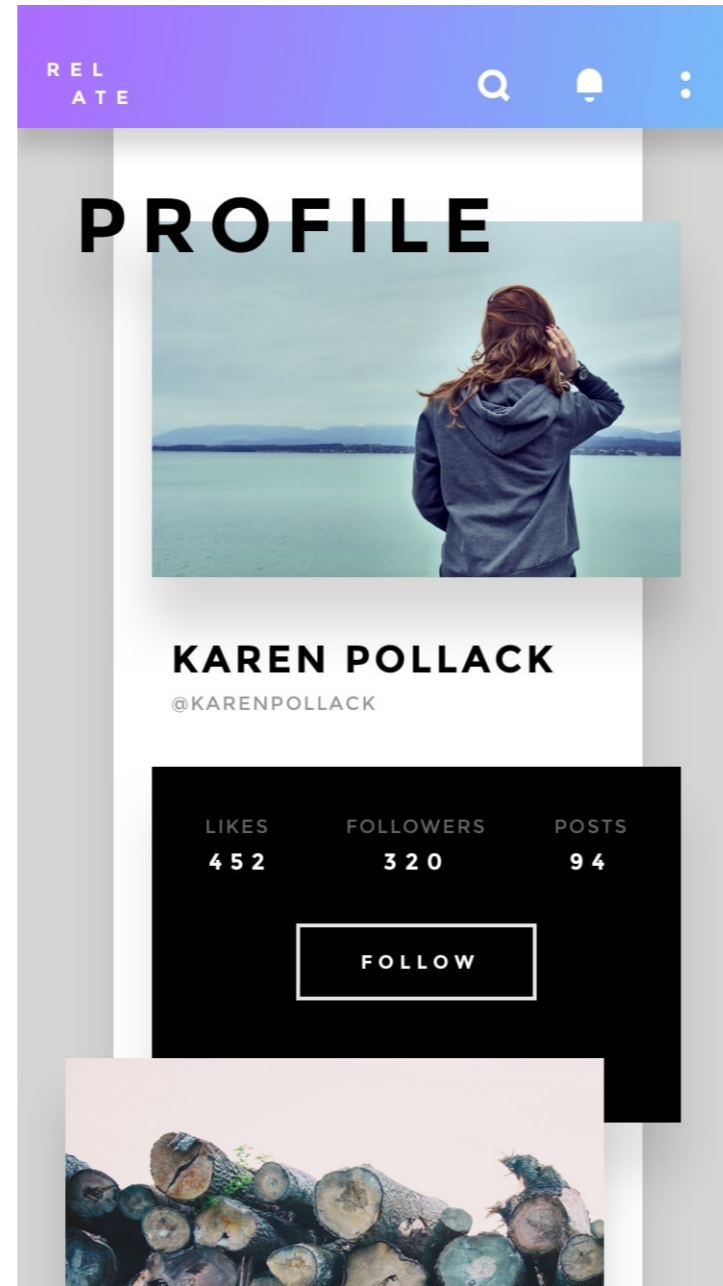 REL
ATE
PROFILE
KAREN POLLACK
@KARENPOLLACK
LIKES FOLLOWERS POSTS
452 320 94
FOLLOW